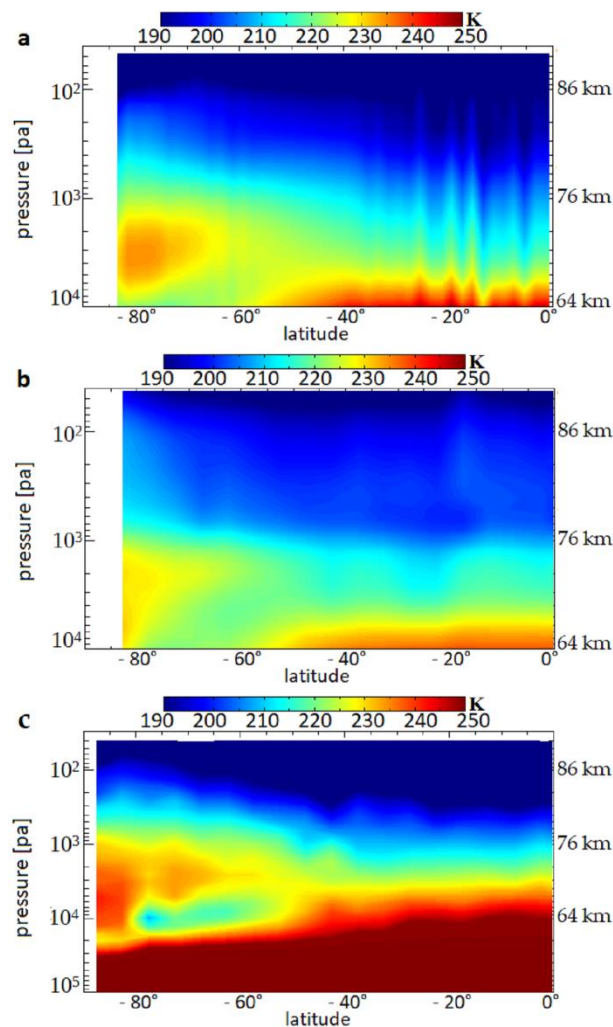 190 200 210 220 230 240 250 K
a
10² 86 km
pressure [pa]
10³ 76 km
10⁴ 64 km
- 80° - 60° - 40° - 20° 0°
latitude
190 200 210 220 230 240 250 K
b
10² 86 km
pressure [pa]
10³ 76 km
10⁴ 64 km
- 80° - 60° - 40° - 20° 0°
latitude
190 200 210 220 230 240 250 K
c
10² 86 km
10³ 76 km
pressure [pa]
10⁴ 64 km
10⁵
- 80° - 60° - 40° - 20° 0°
latitude